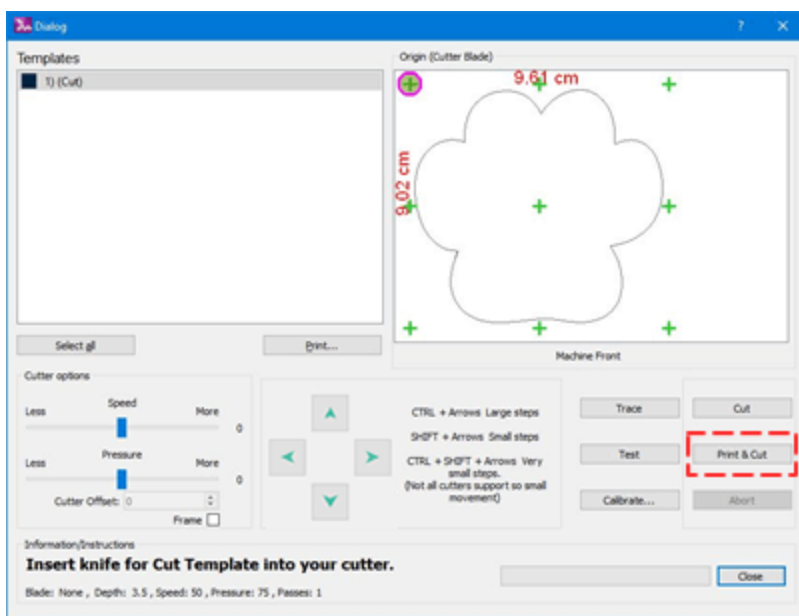 Dialog
?
Templates
1) (Cut)
Origin (Cutter Blade)
9.61 cm
9.02 cm
Machine Front
Select all
Print...
Cutter options
Speed
Less
More
0
Pressure
Less
More
0
Cutter Offset: 0
Frame
CTRL + Arrows Large steps
SHIFT + Arrows Small steps
CTRL + SHIFT + Arrows Very
small steps.
(Not all cutters support so small
movement)
Trace
Cut
Test
Print & Cut
Calibrate...
Abort
Information/Instructions
Insert knife for Cut Template into your cutter.
Blade: None , Depth: 3.5 , Speed: 50 , Pressure: 75 , Passes: 1
Close